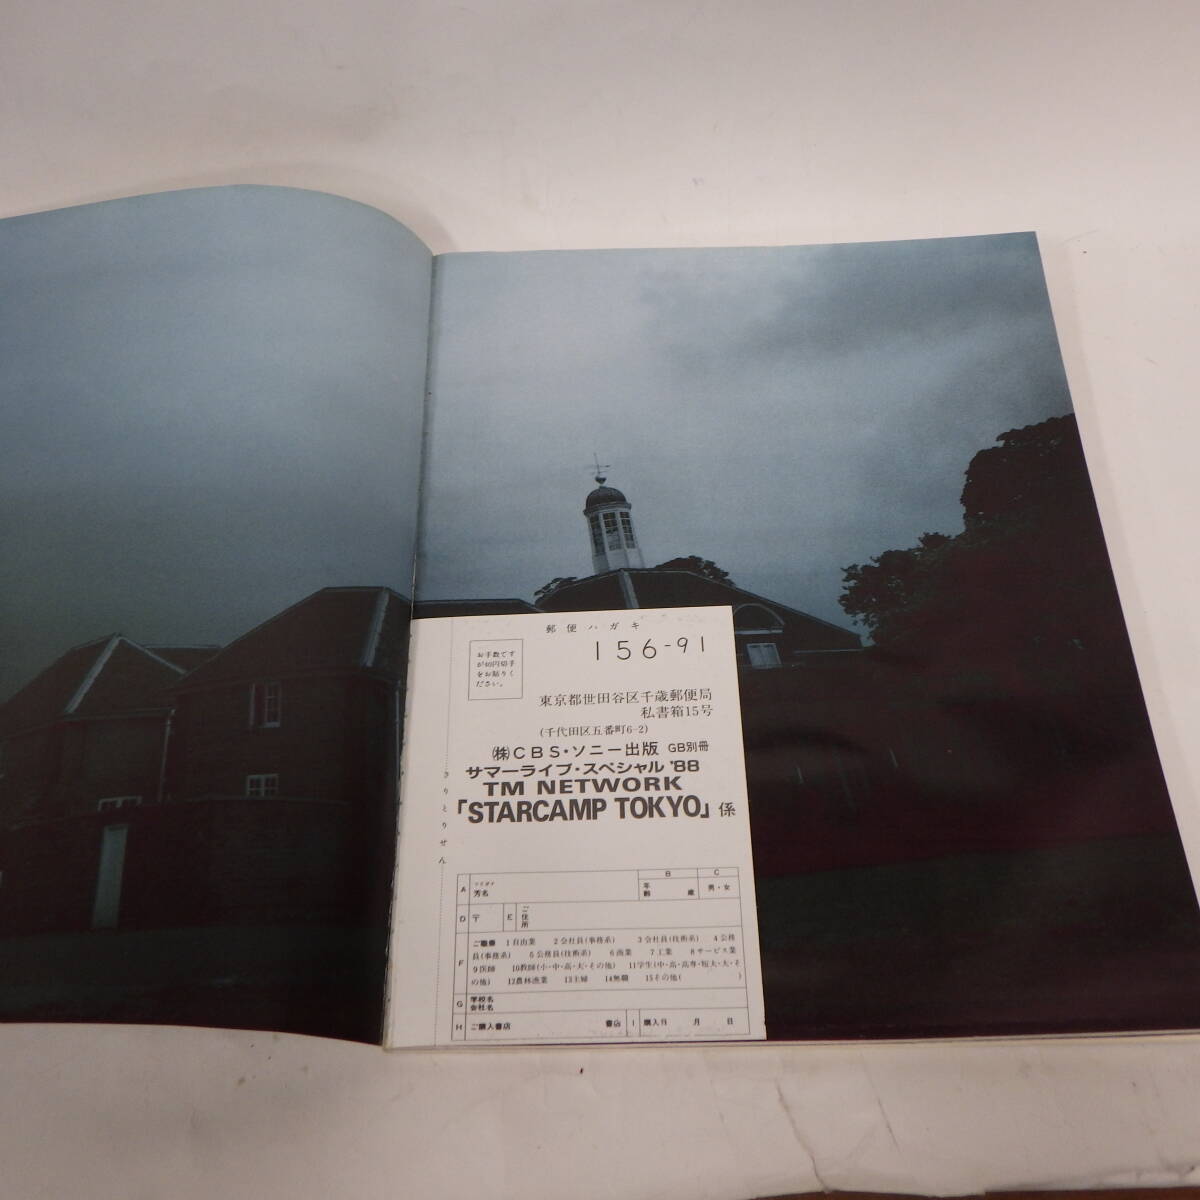 郵便ハガキ
お手数です
が40円切手
をお貼りく
ださい。
156-91
東京都世田谷区千歳郵便局
私書箱15号
(千代田区五番町6-2)
㈱CBS・ソニー出版 GB別冊
サマーライブ・スペシャル '88
TM NETWORK
「STARCAMP TOKYO」係
きりとりせん
A フリガナ 芳名 B 年齢 歳 C 男・女
D 〒 E ご住所
F ご職業 1自由業 2会社員(事務系) 3会社員(技術系) 4公務
員(事務系) 5公務員(技術系) 6商業 7工業 8サービス業
9医師 10教師(小・中・高・大・その他) 11学生(中・高・高専・短大・大・そ
の他) 12農林漁業 13主婦 14無職 15その他( )
G 学校名 会社名
H ご購入書店 書店 I 購入日 月 日